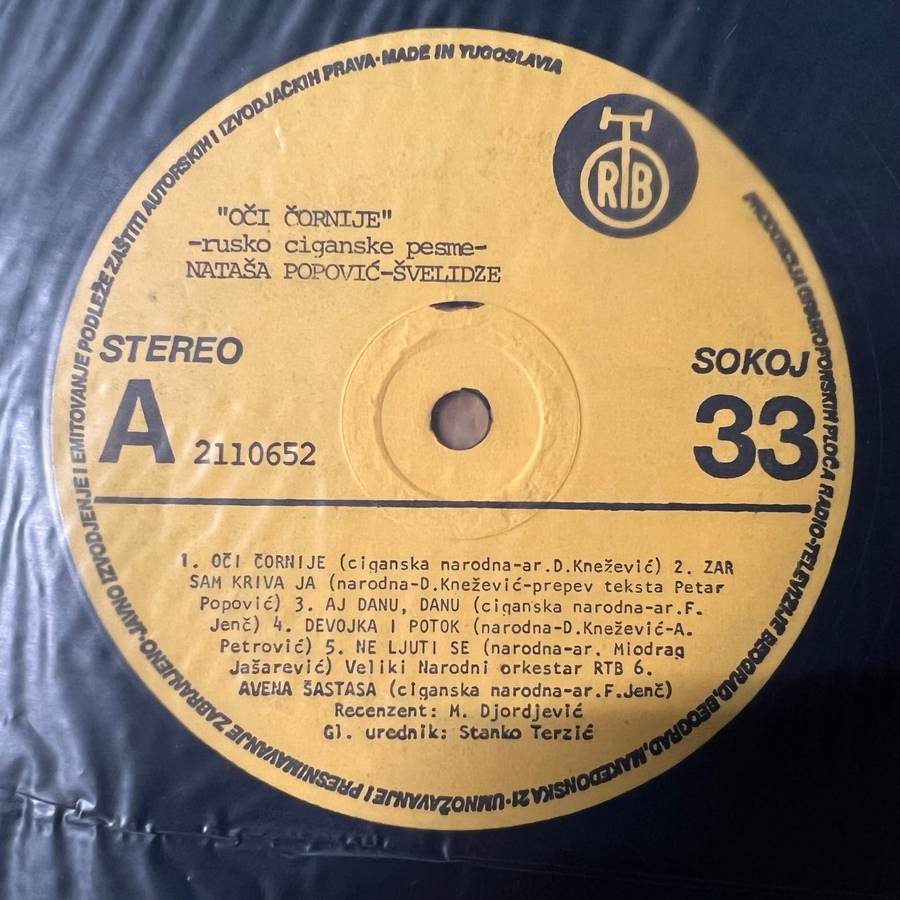 PRODUKCIJA GRAMOFONSKIH PLOČA RADIO-TELEVIZIJE BEOGRAD, BEOGRAD, MAKEDONSKA 21·UMNOŽAVANJE I PRESNIMAVANJE ZABRANJENO·JAVNO IZVODJENJE I EMITOVANJE PODLEŽE ZAŠTITI AUTORSKIH I IZVODJAČKIH PRAVA·MADE IN YUGOSLAVIA
RTB
"OČI ČORNIJE"
-rusko ciganske pesme-
NATAŠA POPOVIĆ-ŠVELIDZE
STEREO
SOKOJ
A 2110652
33
1. OČI ČORNIJE (ciganska narodna-ar.D.Knežević) 2. ZAR
SAM KRIVA JA (narodna-D.Knežević-prepev teksta Petar
Popović) 3. AJ DANU, DANU (ciganska narodna-ar.F.
Jenč) 4. DEVOJKA I POTOK (narodna-D.Knežević-A.
Petrović) 5. NE LJUTI SE (narodna-ar. Miodrag
Jašarević) Veliki Narodni orkestar RTB 6.
AVENA ŠASTASA (ciganska narodna-ar.F.Jenč)
Recenzent: M. Djordjević
Gl. urednik: Stanko Terzić